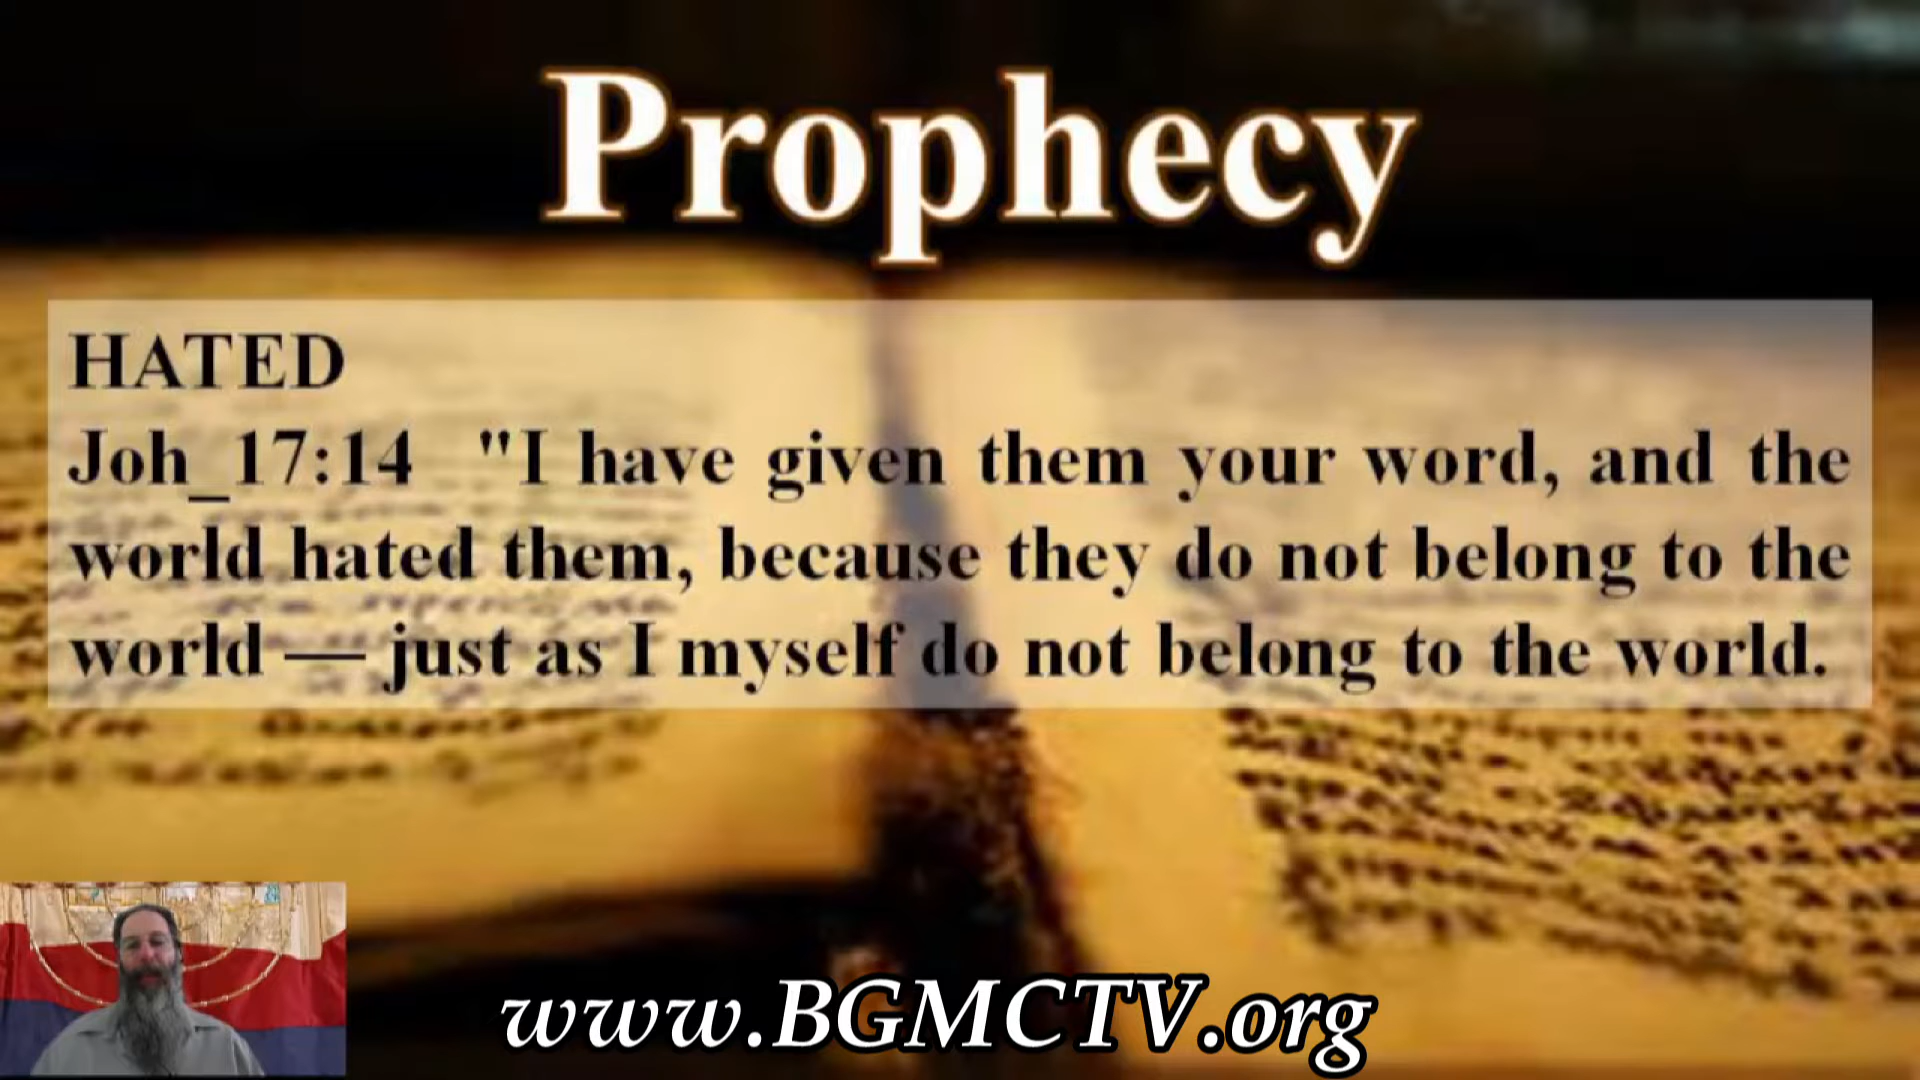 Prophecy
HATED
Joh_17:14 "I have given them your word, and the
world hated them, because they do not belong to the
world — just as I myself do not belong to the world.
www.BGMCTV.org